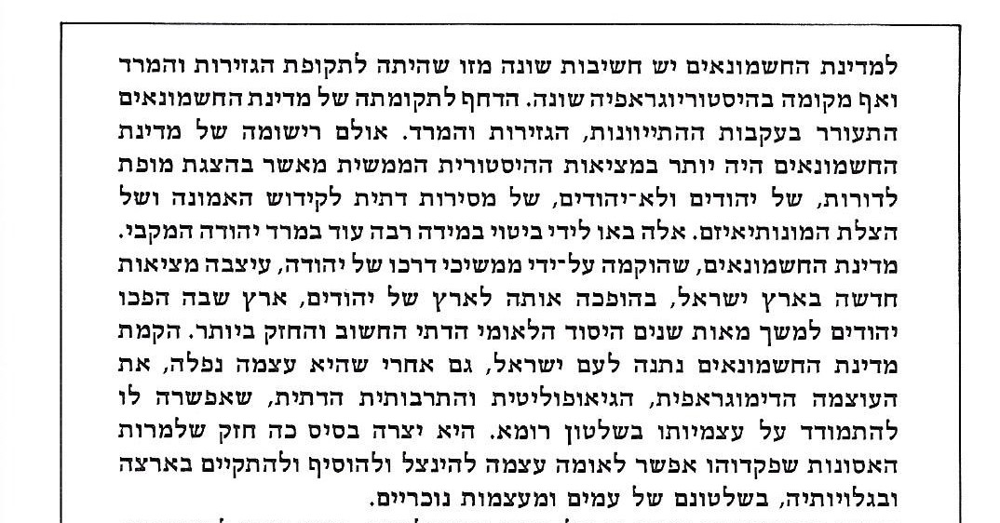 למדינת החשמונאים יש חשיבות שונה מזו שהיתה לתקופת הגזירות והמרד
ואף מקומה בהיסטוריוגראפיה שונה. הדחף לתקומתה של מדינת החשמונאים
התעורר בעקבות ההתייוונות, הגזירות והמרד. אולם רישומה של מדינת
החשמונאים היה יותר במציאות ההיסטורית הממשית מאשר בהצגת מופת
לדורות, של יהודים ולא־יהודים, של מסירות דתית לקידוש האמונה ושל
הצלת המונותיאיזם. אלה באו לידי ביטוי במידה רבה עוד במרד יהודה המקבי.
מדינת החשמונאים, שהוקמה על־ידי ממשיכי דרכו של יהודה, עיצבה מציאות
חדשה בארץ ישראל, בהופכה אותה לארץ של יהודים, ארץ שבה הפכו
יהודים למשך מאות שנים היסוד הלאומי הדתי החשוב והחזק ביותר. הקמת
מדינת החשמונאים נתנה לעם ישראל, גם אחרי שהיא עצמה נפלה, את
העוצמה הדימוגראפית, הגיאופוליטית והתרבותית הדתית, שאפשרה לו
להתמודד על עצמיותו בשלטון רומא. היא יצרה בסיס כה חזק שלמרות
האסונות שפקדוהו אפשר לאומה עצמה להינצל ולהוסיף ולהתקיים בארצה
ובגלויותיה, בשלטונם של עמים ומעצמות נוכריים.